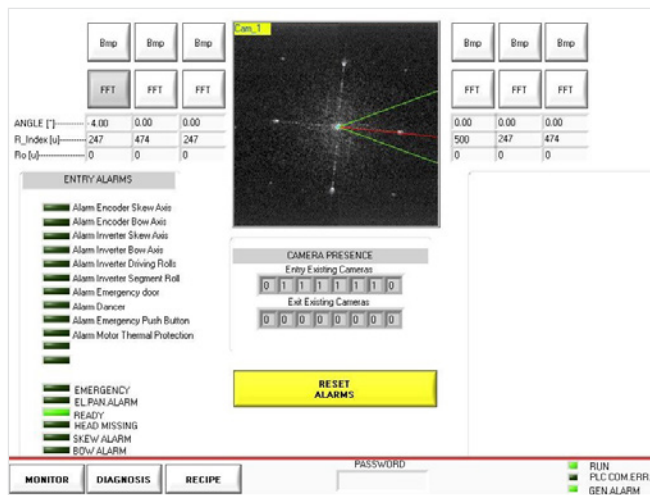 Bmp Bmp Bmp
Cam_1
Bmp Bmp Bmp
FFT FFT FFT
FFT FFT FFT
ANGLE [°] -4.00 0.00 0.00
0.00 0.00 0.00
R_Index [u] 247 474 247
500 247 474
Ro [u] 0 0 0
0 0 0
ENTRY ALARMS
Alarm Encoder Skew Axis
Alarm Encoder Bow Axis
Alarm Inverter Skew Axis
Alarm Inverter Bow Axis
Alarm Inverter Driving Rolls
Alarm Inverter Segment Roll
Alarm Emergency door
Alarm Dancer
Alarm Emergency Push Button
Alarm Motor Thermal Protection
CAMERA PRESENCE
Entry Existing Cameras
0 1 1 1 1 1 1 0
Exit Existing Cameras
0 0 0 0 0 0 0 0
RESET
ALARMS
EMERGENCY
EL.PAN.ALARM
READY
HEAD MISSING
SKEW ALARM
BOW ALARM
MONITOR DIAGNOSIS RECIPE
PASSWORD
RUN
PLC COM.ERR.
GEN.ALARM